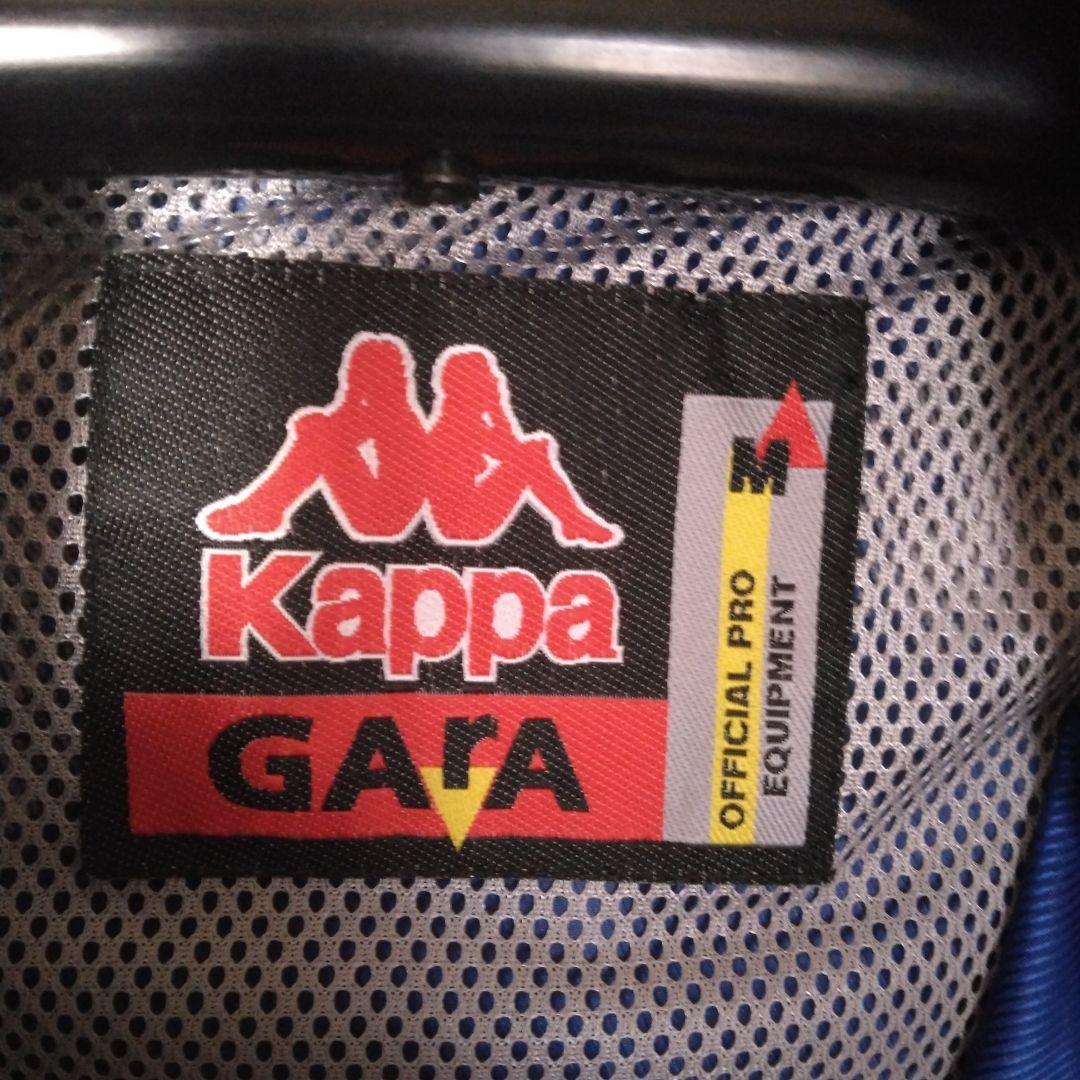 Kappa
GArA
OFFICIAL PRO
EQUIPMENT